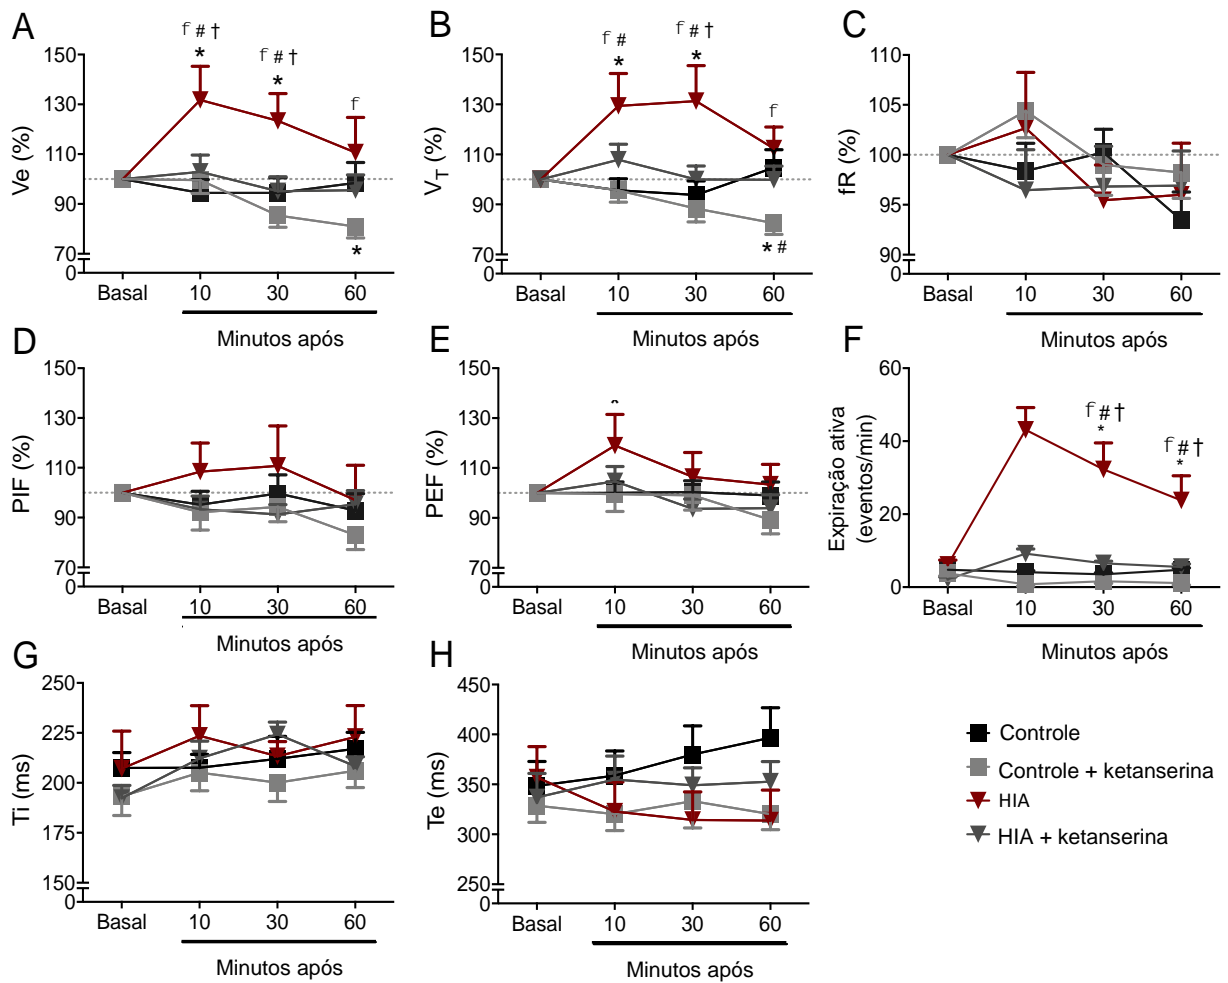 A
Ve (%)
150
130
110
90
70
0
f # †
*
f # †
*
f
*
Basal 10 30 60
Minutos após
B
V_T (%)
150
130
110
90
70
0
f #
*
f # †
*
f
* #
Basal 10 30 60
Minutos após
C
fR (%)
110
105
100
95
90
0
Basal 10 30 60
Minutos após
D
PIF (%)
150
130
110
90
70
0
Basal 10 30 60
Minutos após
E
PEF (%)
150
130
110
90
70
0
Basal 10 30 60
Minutos após
F
Expiração ativa
(eventos/min)
60
40
20
0
f # †
*
f # †
*
Basal 10 30 60
Minutos após
G
Ti (ms)
250
225
200
175
150
0
Basal 10 30 60
Minutos após
H
Te (ms)
450
400
350
300
250
0
Basal 10 30 60
Minutos após
Controle
Controle + ketanserina
HIA
HIA + ketanserina